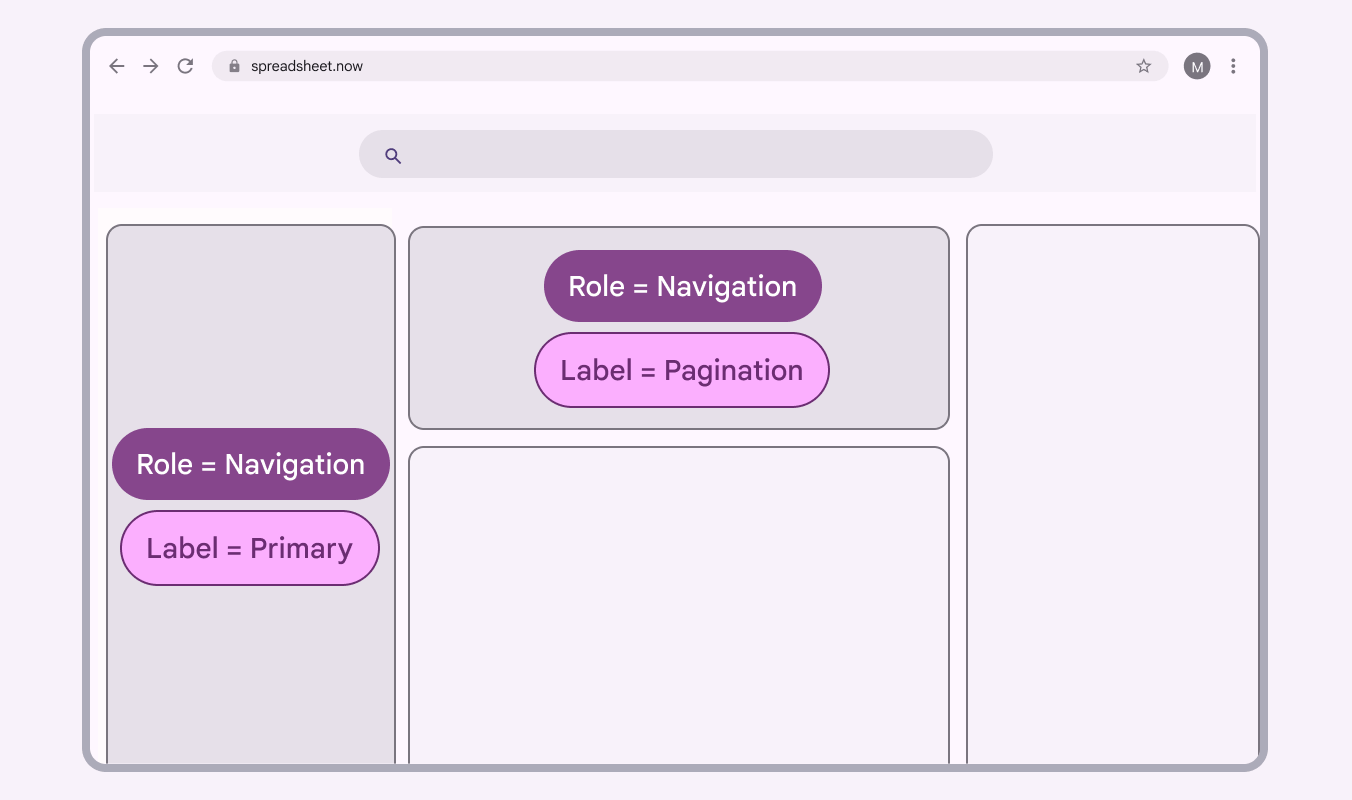 spreadsheet.now
M
Role = Navigation
Label = Pagination
Role = Navigation
Label = Primary